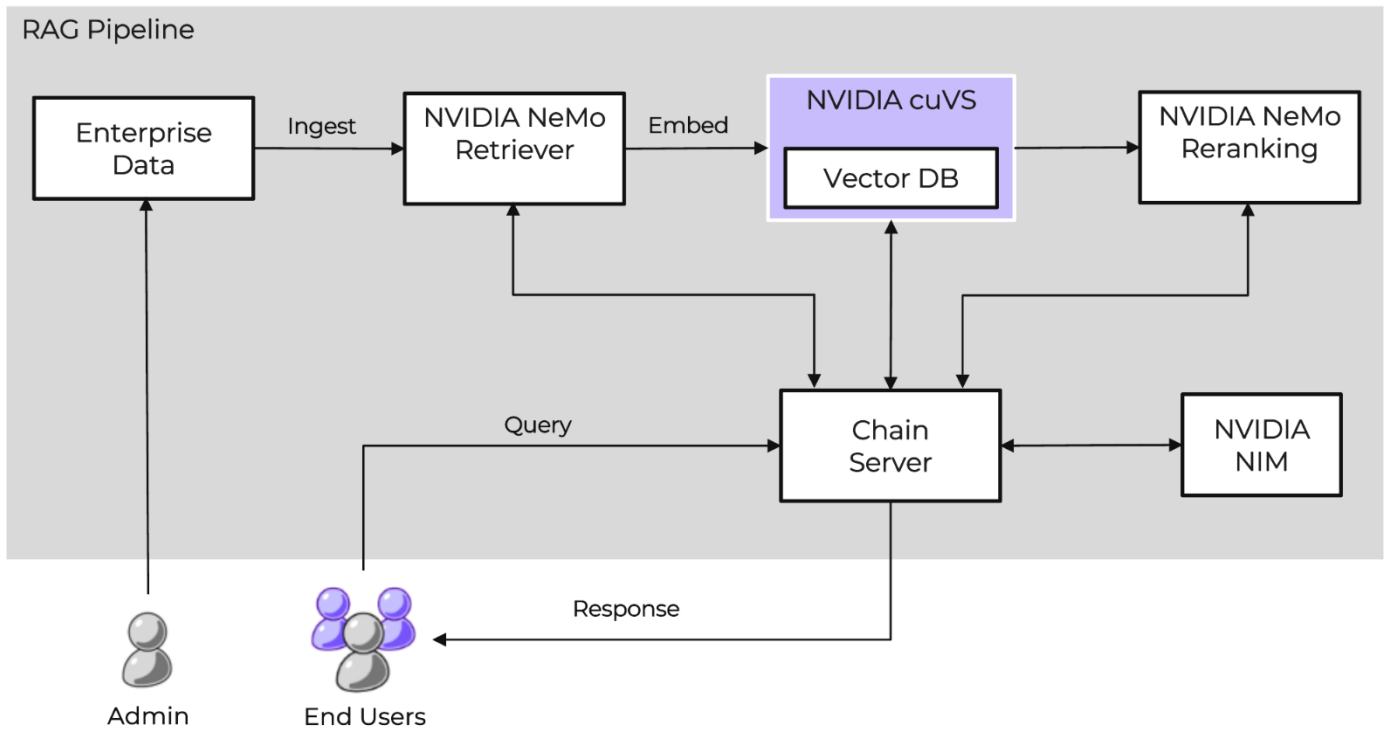 RAG Pipeline
Enterprise
Data
Ingest
NVIDIA NeMo
Retriever
Embed
NVIDIA cuVS
Vector DB
NVIDIA NeMo
Reranking
Query
Chain
Server
NVIDIA
NIM
Response
Admin
End Users